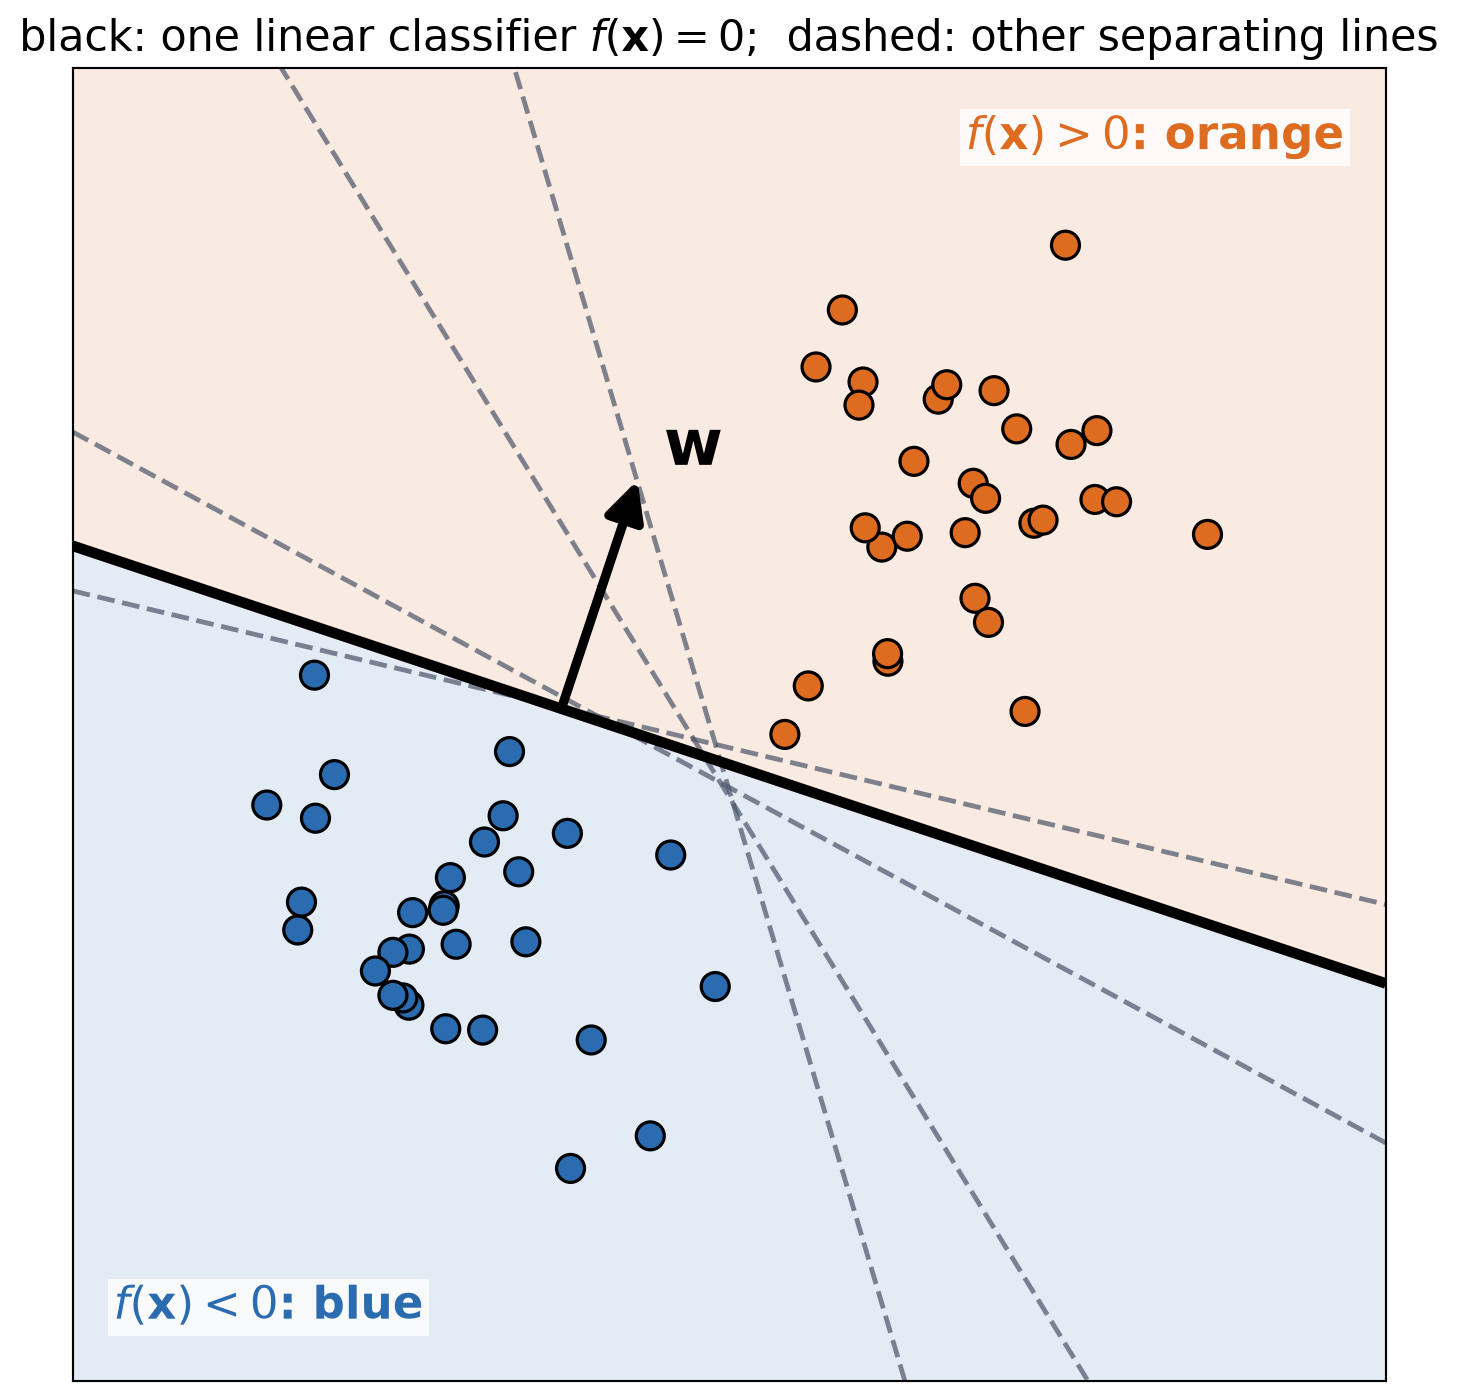 black: one linear classifier f(x) = 0;  dashed: other separating lines
f(x) > 0: orange
w
f(x) < 0: blue